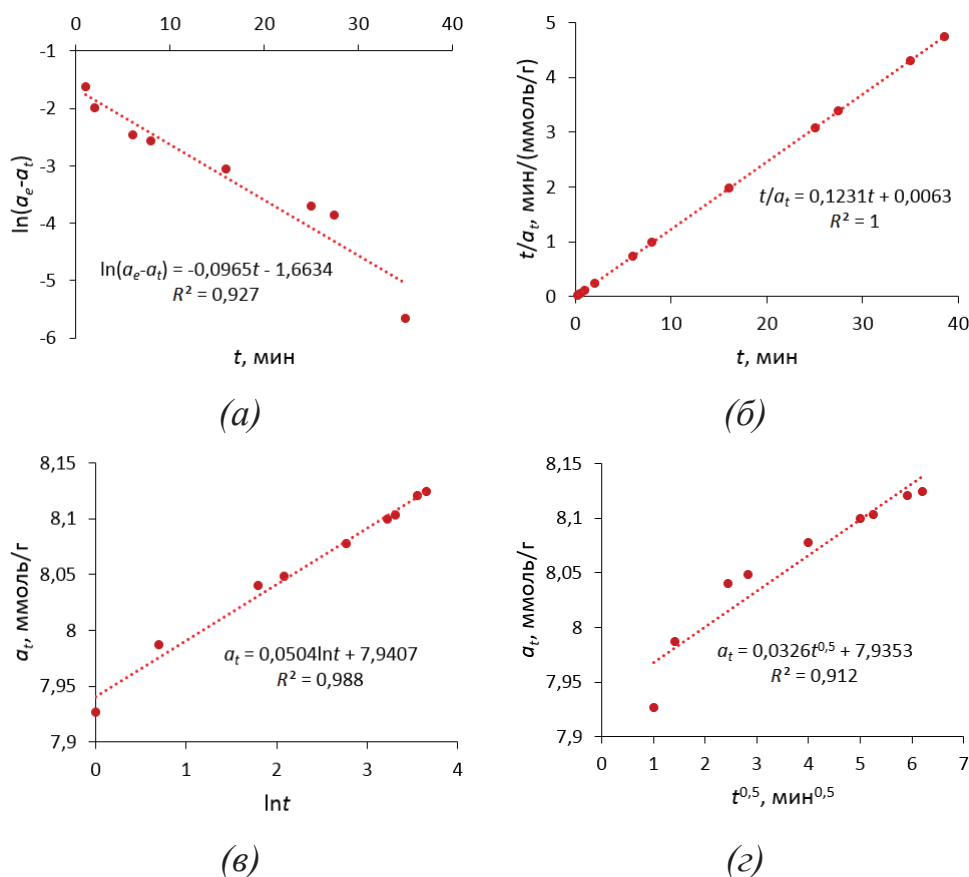 0 10 20 30 40
-1
-2
-3
-4
-5
-6
ln(aₑ-aₜ)
ln(aₑ-aₜ) = -0,0965t - 1,6634
R² = 0,927
t, мин
(а)
5
4
3
2
1
0
t/aₜ, мин/(ммоль/г)
t/aₜ = 0,1231t + 0,0063
R² = 1
0 10 20 30 40
t, мин
(б)
8,15
8,1
8,05
8
7,95
7,9
aₜ, ммоль/г
aₜ = 0,0504lnt + 7,9407
R² = 0,988
0 1 2 3 4
lnt
(в)
8,15
8,1
8,05
8
7,95
7,9
aₜ, ммоль/г
aₜ = 0,0326t⁰,⁵ + 7,9353
R² = 0,912
0 1 2 3 4 5 6 7
t⁰,⁵, мин⁰,⁵
(г)